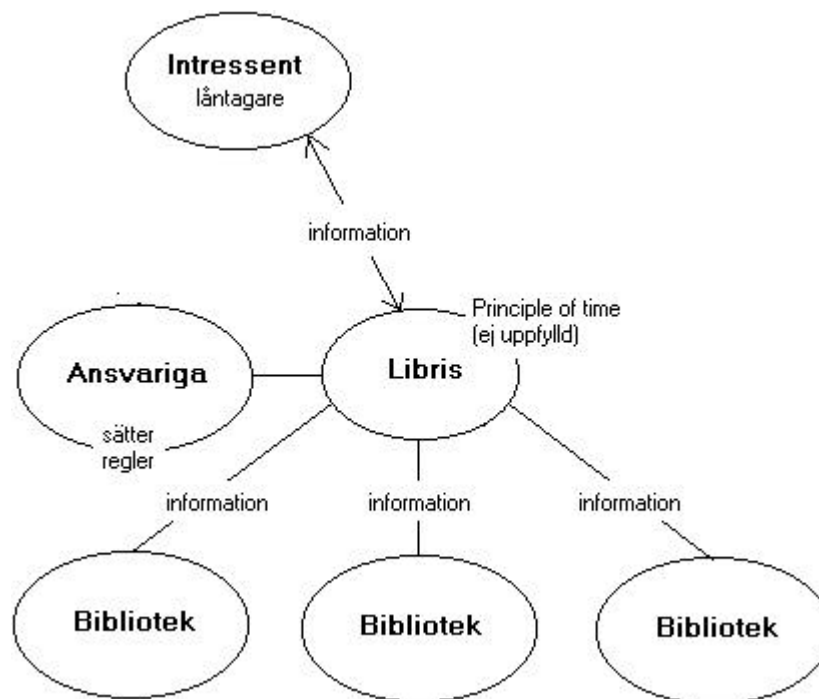 Intressent
låntagare
information
Principle of time
(ej uppfylld)
Ansvariga
Libris
sätter
regler
information
information
information
Bibliotek
Bibliotek
Bibliotek